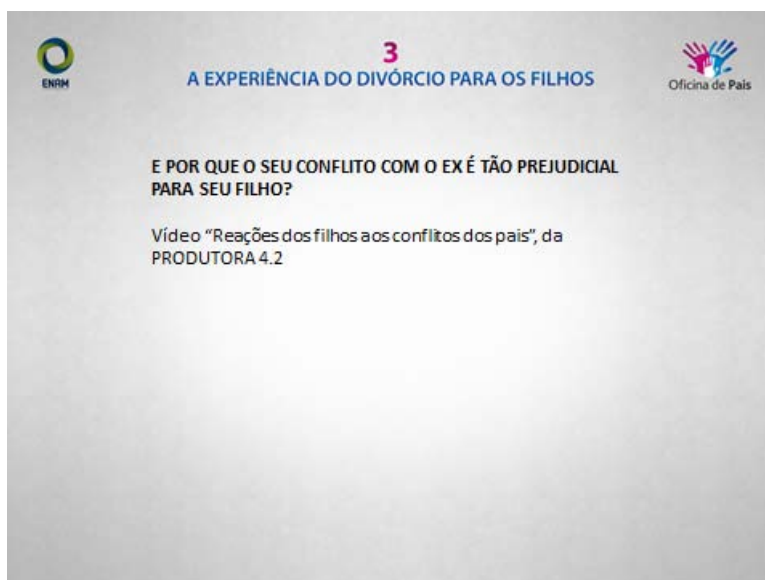 ENAM
3
A EXPERIÊNCIA DO DIVÓRCIO PARA OS FILHOS
Oficina de Pais
E POR QUE O SEU CONFLITO COM O EX É TÃO PREJUDICIAL
PARA SEU FILHO?
Vídeo “Reações dos filhos aos conflitos dos pais”, da
PRODUTORA 4.2